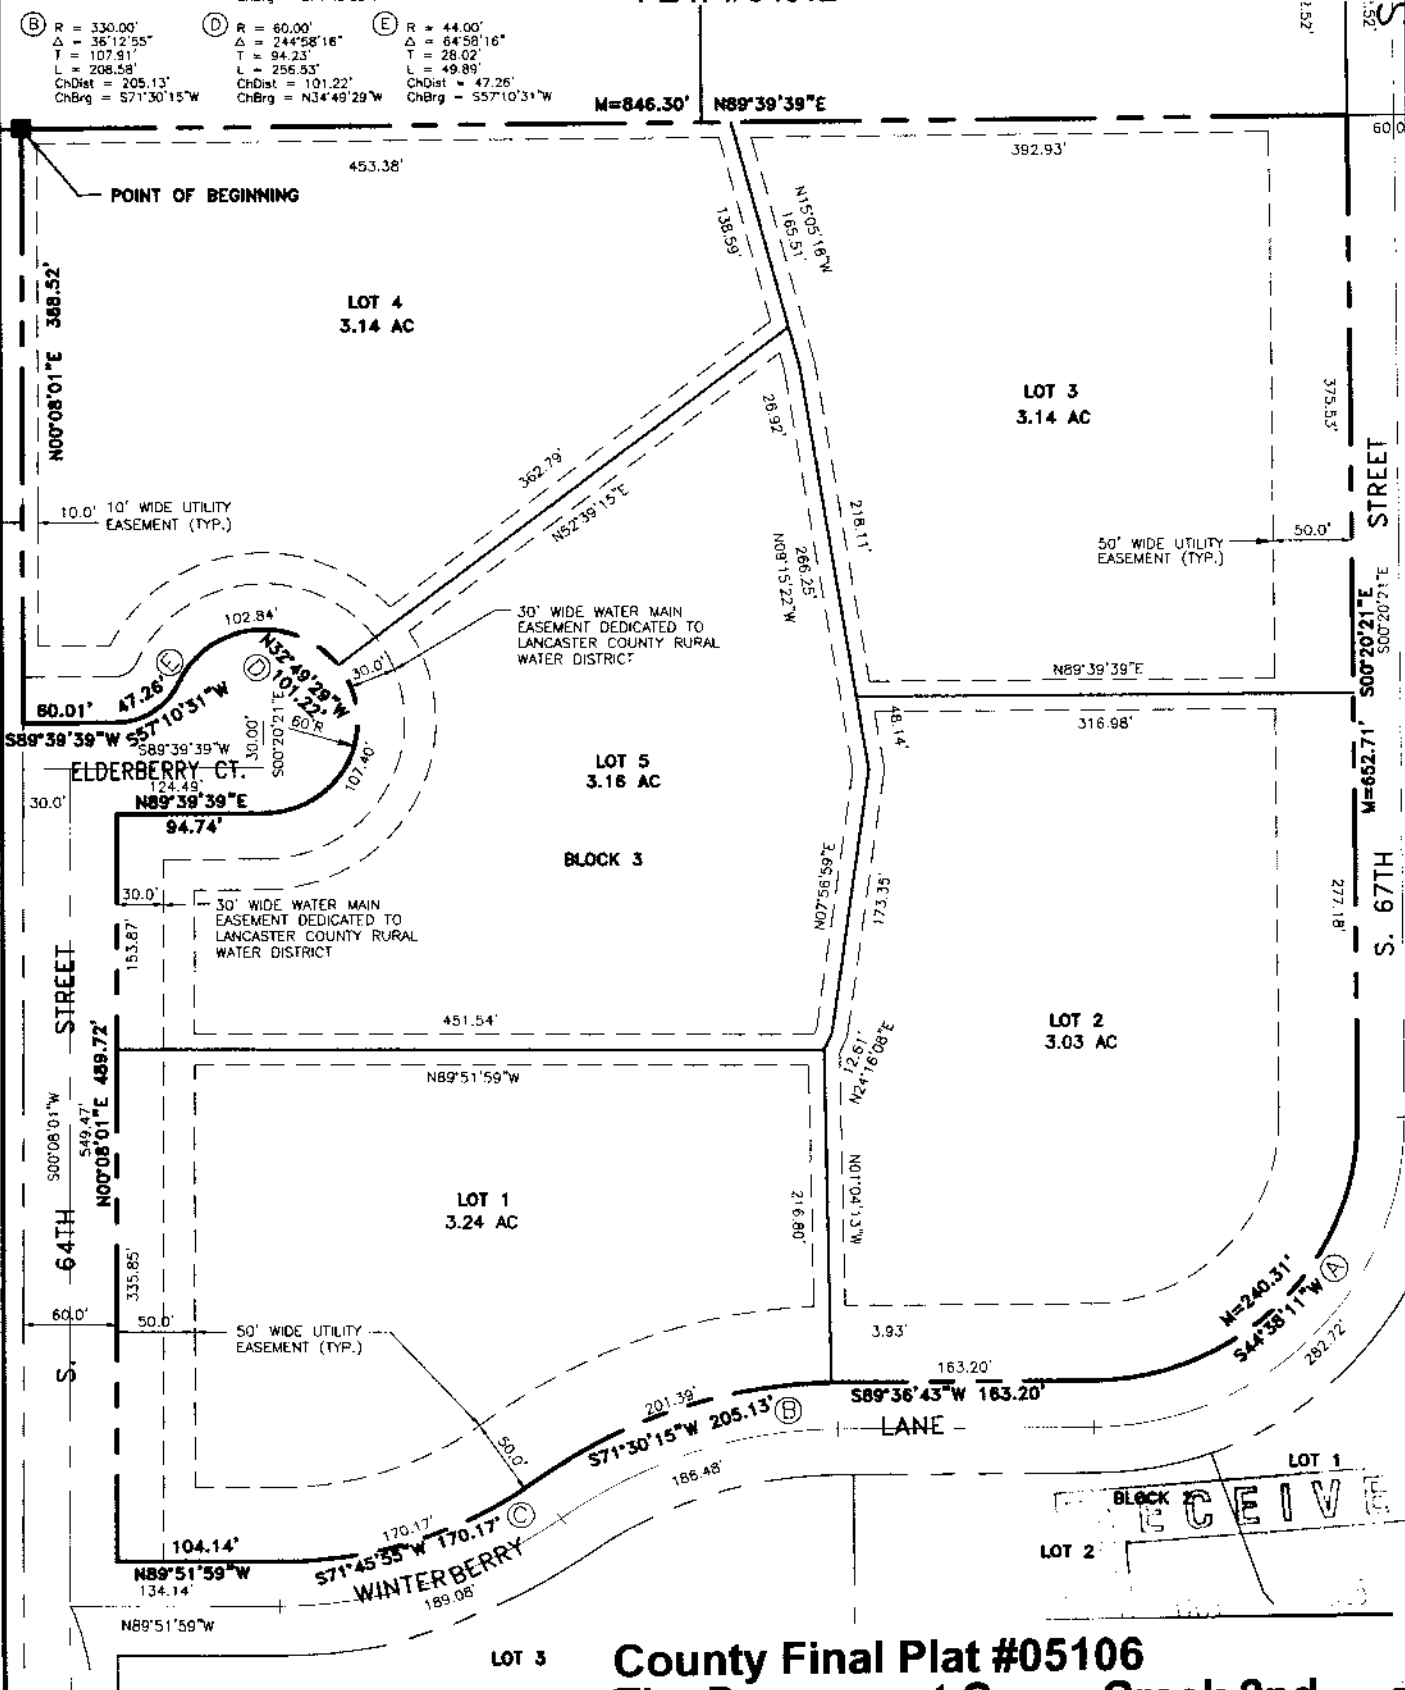 B
R = 330.00'
Δ = 36°12'55"
T = 107.91'
L = 208.58'
ChDist = 205.13'
ChBrg = S71°30'15"W
D
R = 60.00'
Δ = 244°58'16"
T = 94.23'
L = 256.53'
ChDist = 101.22'
ChBrg = N34°49'29"W
E
R = 44.00'
Δ = 64°58'16"
T = 28.02'
L = 49.89'
ChDist = 47.26'
ChBrg = S57°10'31"W
M=846.30' N89°39'39"E
60.0
453.38'
392.93'
POINT OF BEGINNING
N15°05'18"W
165.51'
138.59'
N00°08'01"E 388.52'
LOT 4
3.14 AC
LOT 3
3.14 AC
375.53'
26.92'
362.79'
N52°39'15"E
218.11'
266.25'
N09°15'22"W
10.0'
10' WIDE UTILITY
EASEMENT (TYP.)
50' WIDE UTILITY
EASEMENT (TYP.)
50.0'
S. 67TH STREET
S00°20'21"E
M=652.71' S00°20'21"E
102.84'
30' WIDE WATER MAIN
EASEMENT DEDICATED TO
LANCASTER COUNTY RURAL
WATER DISTRICT
30.0'
N32°49'29"W
101.22'
E
D
60.01'
47.26'
S57°10'31"W
S89°39'39"W
S89°39'39"W
30.00'
S00°20'21"E
60'R
107.40'
ELDERBERRY CT.
124.49'
N89°39'39"E
94.74'
30.0'
N89°39'39"E
316.98'
48.14'
LOT 5
3.16 AC
BLOCK 3
N07°56'59"E
173.35'
277.18'
30.0'
30' WIDE WATER MAIN
EASEMENT DEDICATED TO
LANCASTER COUNTY RURAL
WATER DISTRICT
153.87'
451.54'
N89°51'59"W
12.61'
N24°16'08"E
LOT 2
3.03 AC
S. 64TH STREET
S00°08'01"W
549.47'
N00°08'01"E 489.72'
LOT 1
3.24 AC
216.80'
N01°04'13"W
335.85'
60.0'
50.0'
50' WIDE UTILITY
EASEMENT (TYP.)
3.93'
M=240.31'
S44°38'11"W
A
282.72'
163.20'
S89°36'43"W 163.20'
201.39'
S71°30'15"W 205.13'
B
LANE
50.0'
186.48'
C
170.17'
S71°45'55"W 170.17'
WINTERBERRY
189.08'
104.14'
N89°51'59"W
134.14'
N89°51'59"W
LOT 1
BLOCK 2
ECEIVE
LOT 2
LOT 3
County Final Plat #05106